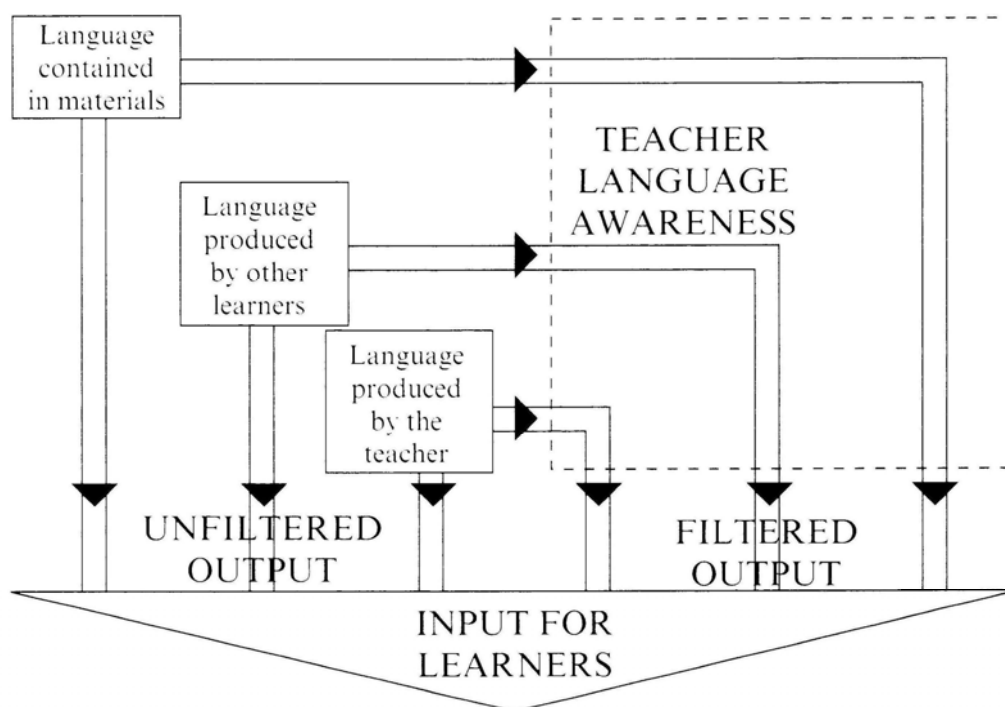 Language
contained
in materials
TEACHER
LANGUAGE
AWARENESS
Language
produced
by other
learners
Language
produced
by the
teacher
UNFILTERED
OUTPUT
FILTERED
OUTPUT
INPUT FOR
LEARNERS